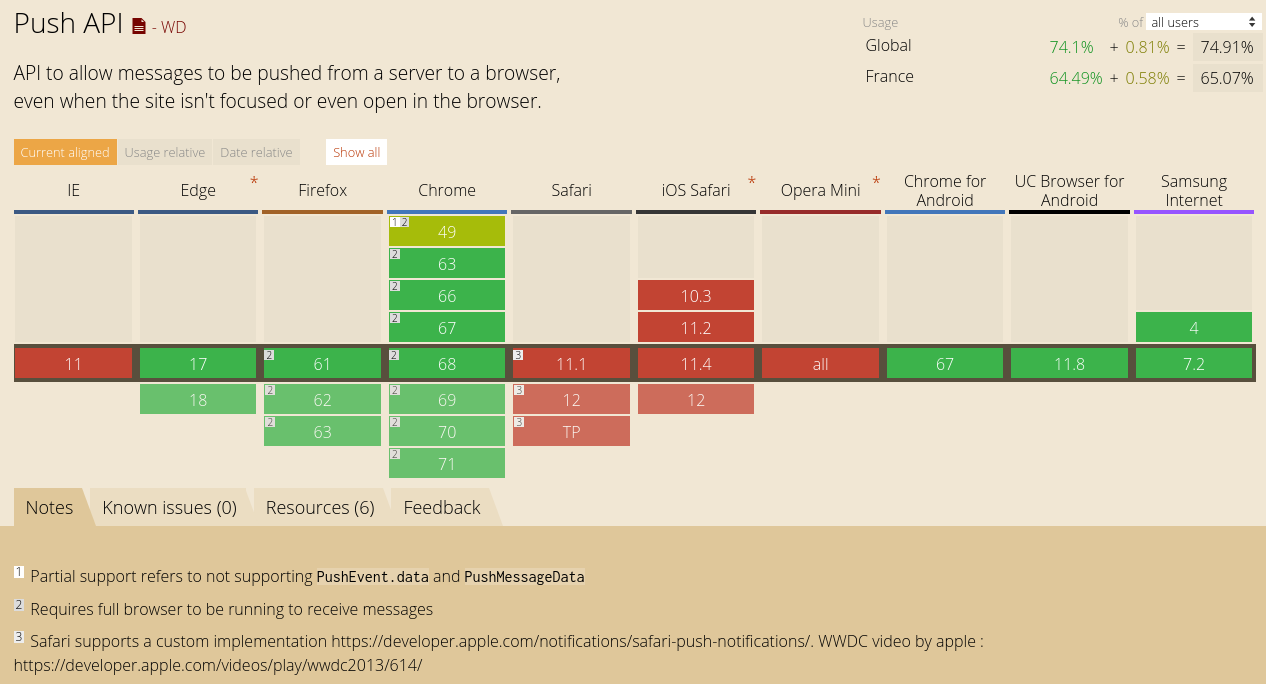 Push API - WD
Usage % of all users
Global 74.1% + 0.81% = 74.91%
France 64.49% + 0.58% = 65.07%
API to allow messages to be pushed from a server to a browser,
even when the site isn't focused or even open in the browser.
Current aligned Usage relative Date relative Show all
IE Edge * Firefox Chrome Safari iOS Safari * Opera Mini * Chrome for Android UC Browser for Android Samsung Internet
1 2 49
2 63
2 66 10.3
2 67 11.2 4
11 17 2 61 2 68 3 11.1 11.4 all 67 11.8 7.2
18 2 62 2 69 3 12 12
2 63 2 70 3 TP
2 71
Notes Known issues (0) Resources (6) Feedback
1 Partial support refers to not supporting PushEvent.data and PushMessageData
2 Requires full browser to be running to receive messages
3 Safari supports a custom implementation https://developer.apple.com/notifications/safari-push-notifications/. WWDC video by apple :
https://developer.apple.com/videos/play/wwdc2013/614/